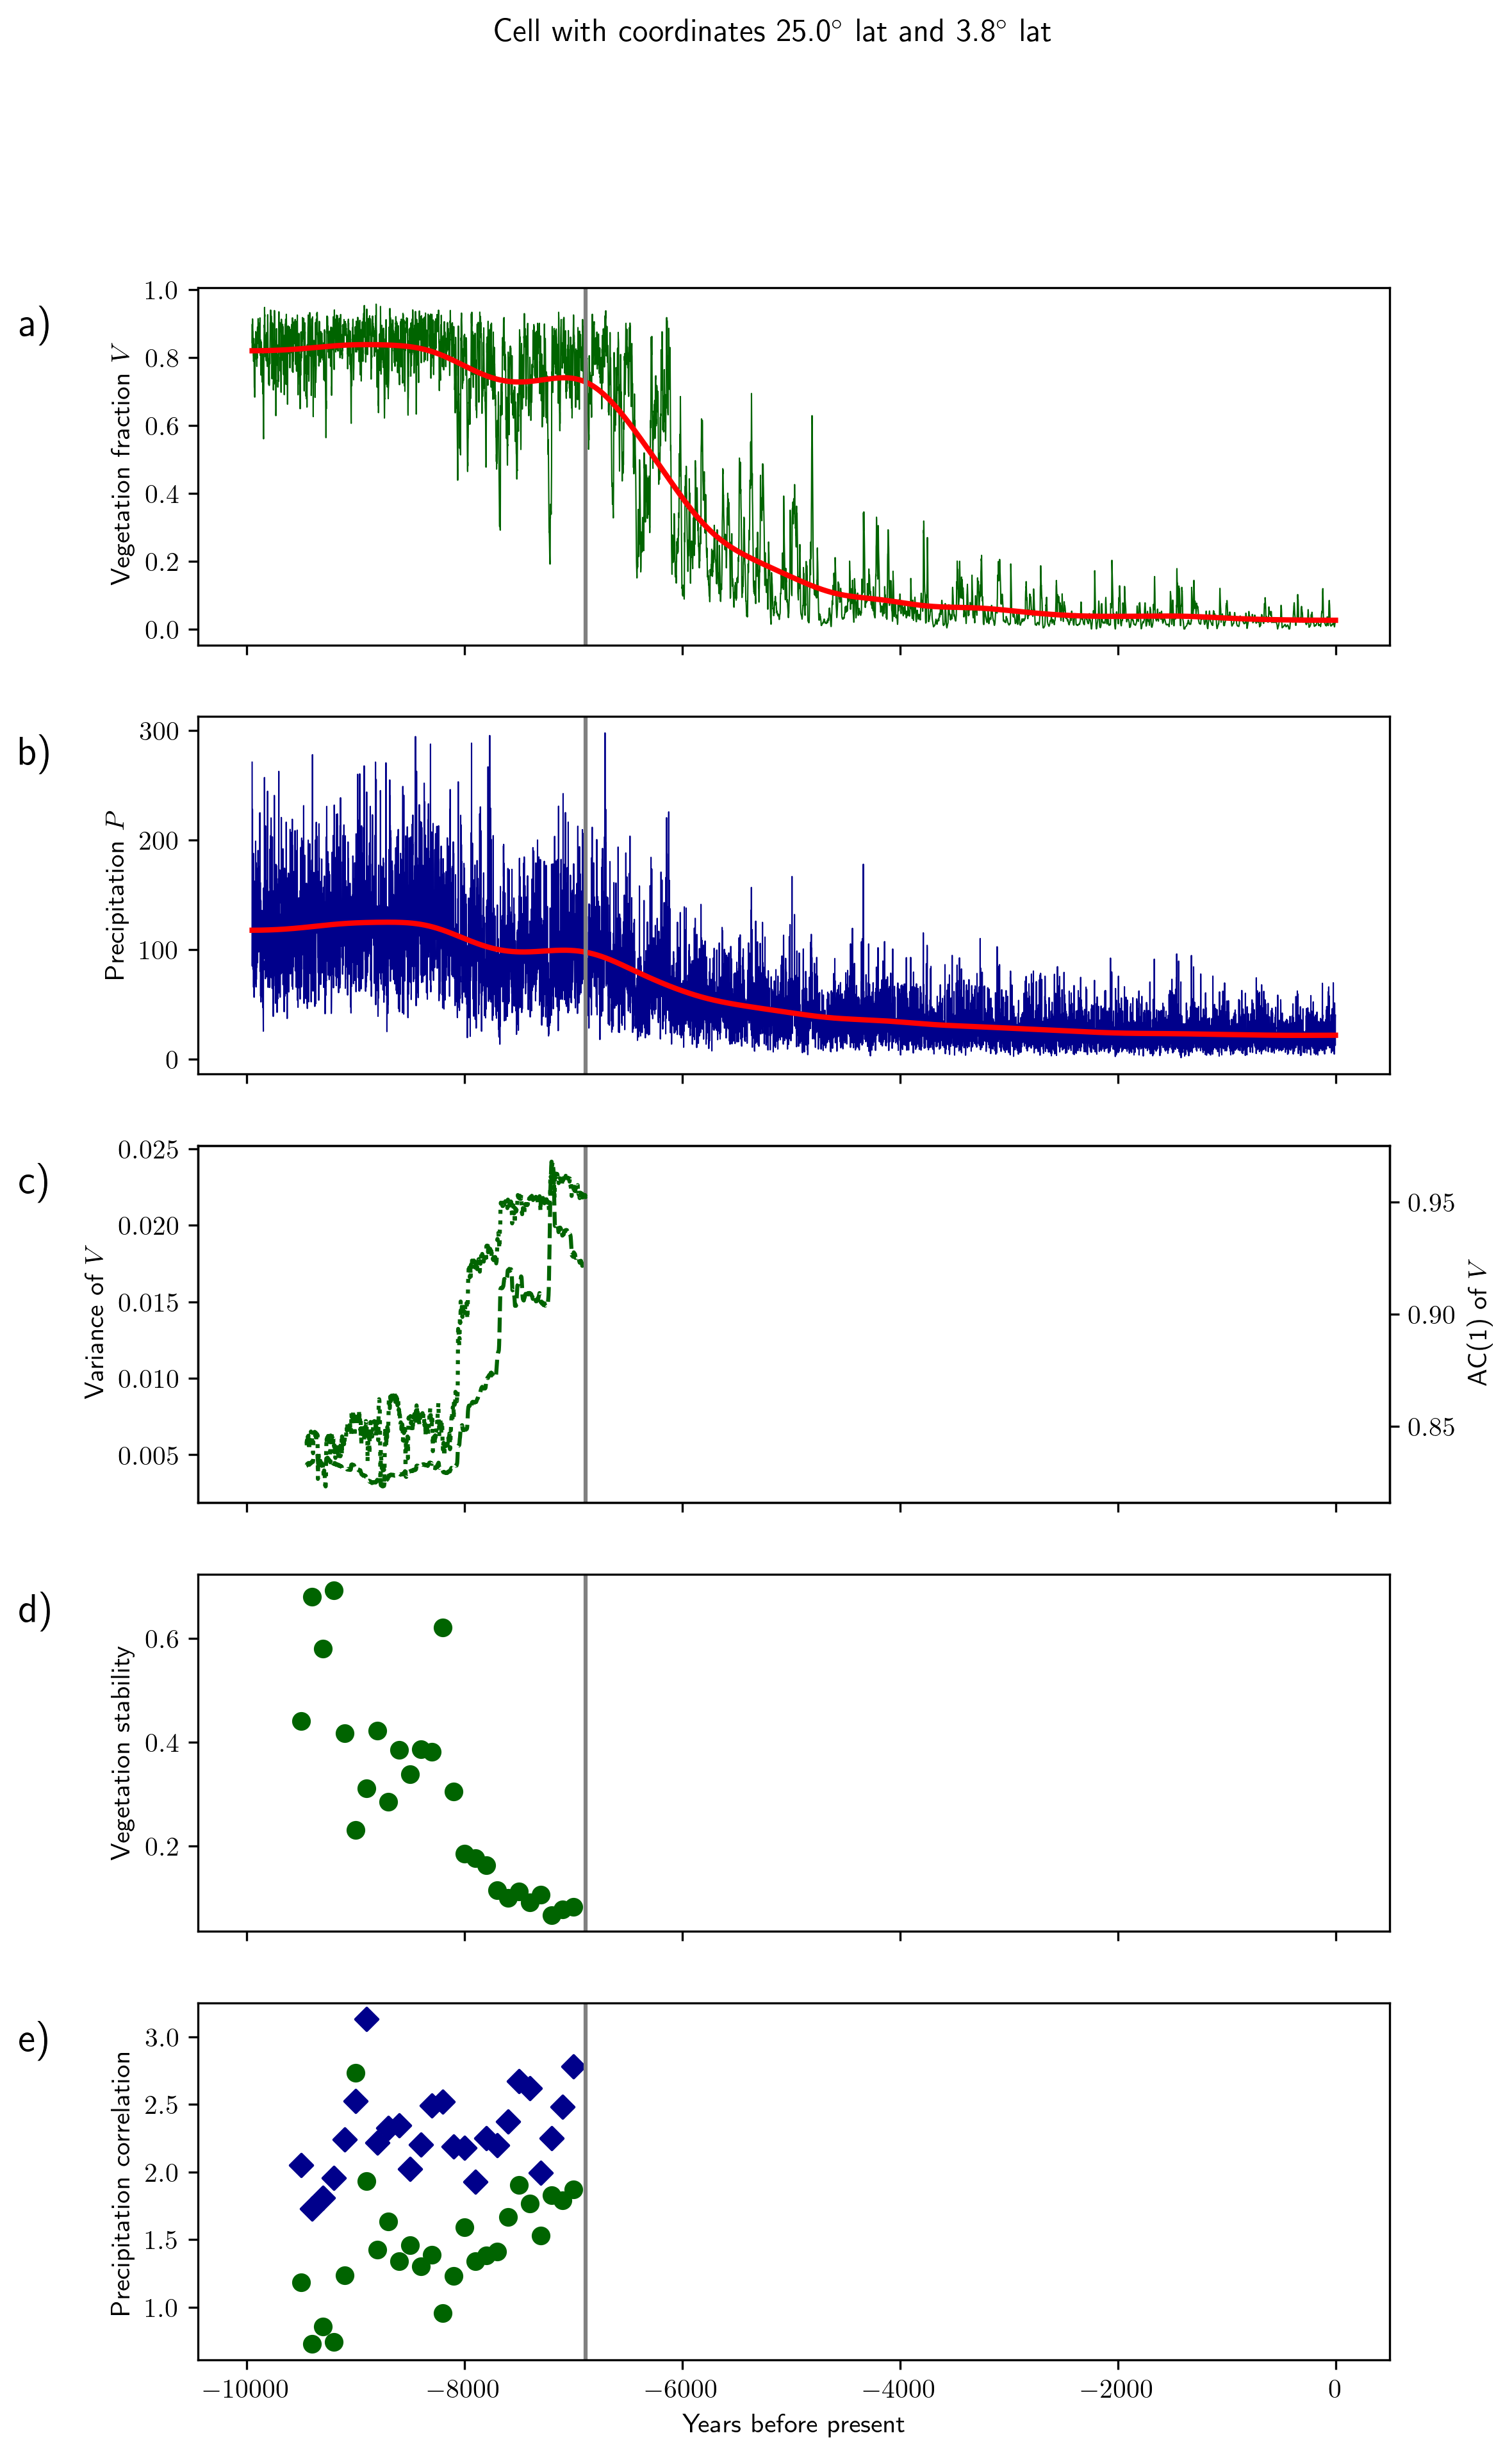 Cell with coordinates 25.0° lat and 3.8° lat
a)
Vegetation fraction V
1.0
0.8
0.6
0.4
0.2
0.0
b)
Precipitation P
300
200
100
0
c)
Variance of V
0.025
0.020
0.015
0.010
0.005
0.95
0.90
0.85
AC(1) of V
d)
Vegetation stability
0.6
0.4
0.2
e)
Precipitation correlation
3.0
2.5
2.0
1.5
1.0
−10000 −8000 −6000 −4000 −2000 0
Years before present